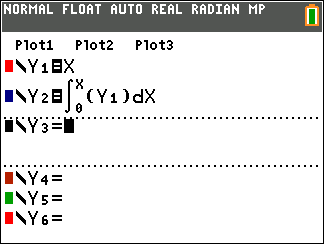 NORMAL FLOAT AUTO REAL RADIAN MP
Plot1 Plot2 Plot3
\Y₁=X
\Y₂=∫₀ˣ(Y₁)dX
\Y₃=
\Y₄=
\Y₅=
\Y₆=